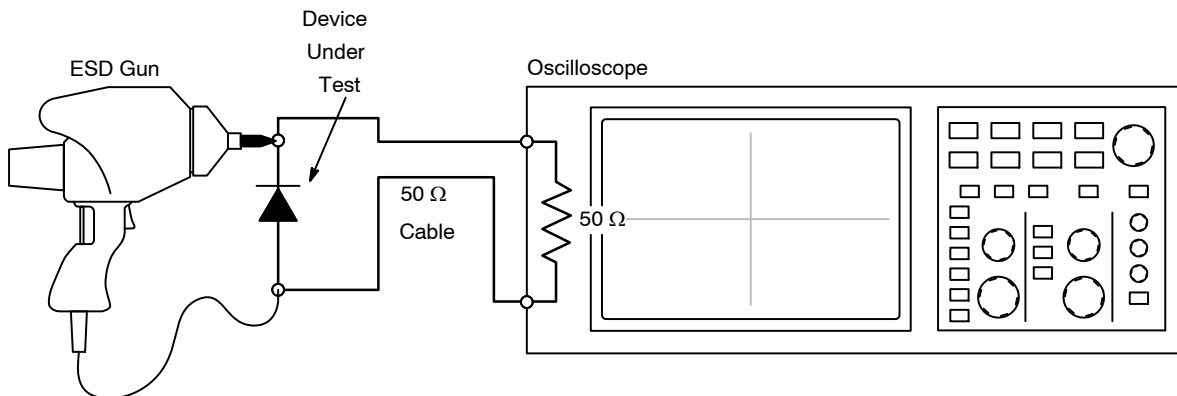 Device
Under
Test
ESD Gun
Oscilloscope
50 Ω
Cable
50 Ω